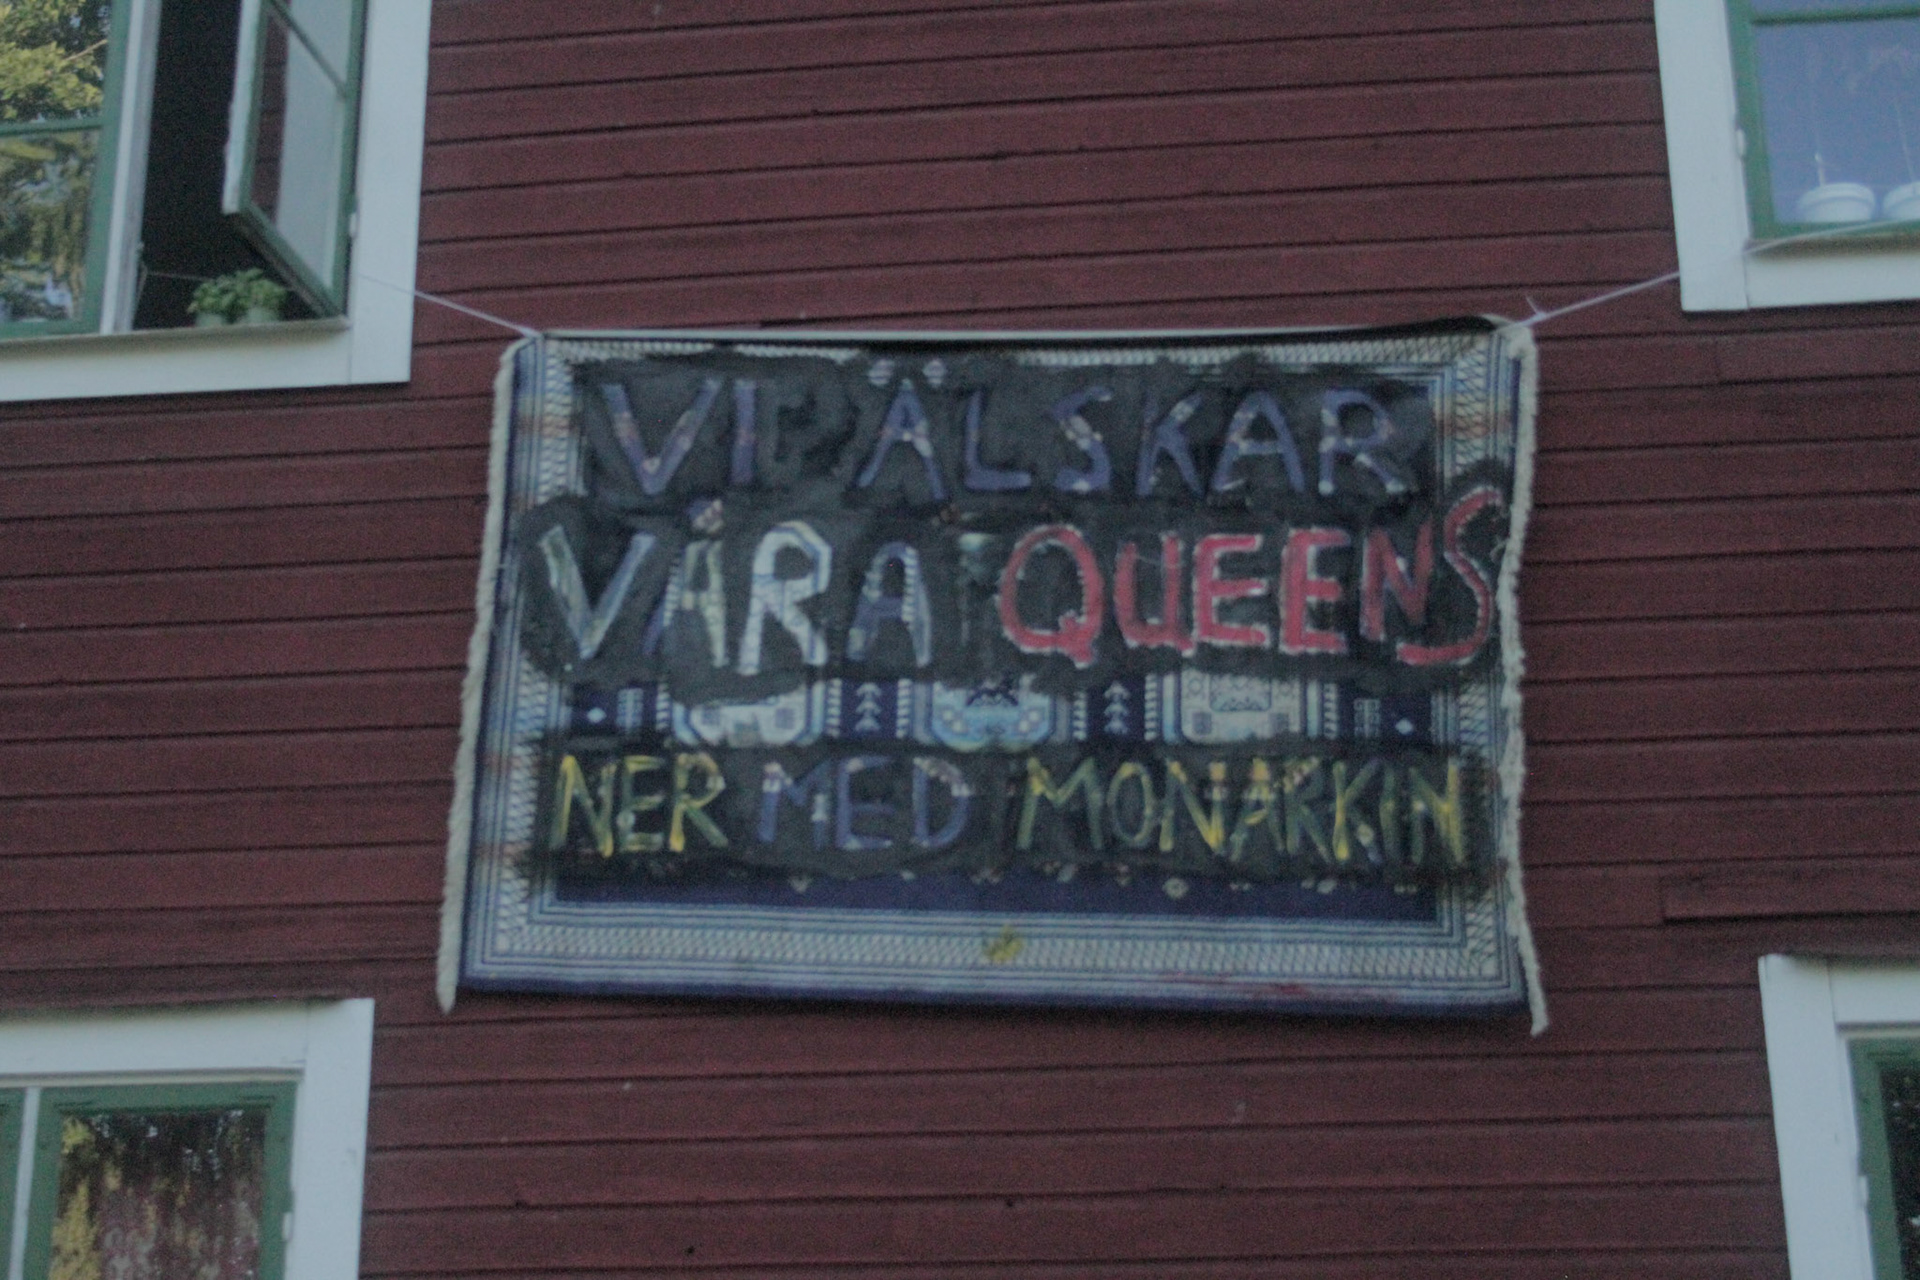 VI ÄLSKAR
VÅRA QUEENS
NER MED MONARKIN